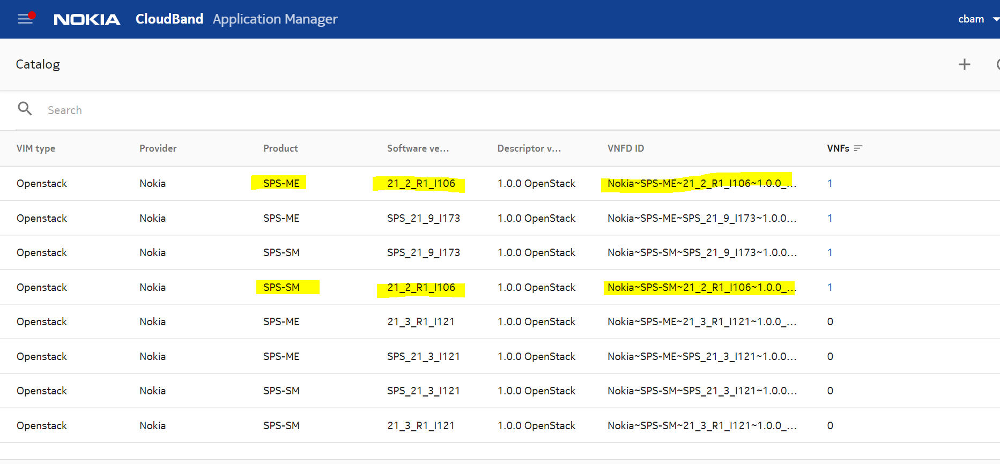 NOKIA CloudBand Application Manager cbam
Catalog
Search
VIM type Provider Product Software ve... Descriptor v... VNFD ID VNFs
Openstack Nokia SPS-ME 21_2_R1_I106 1.0.0 OpenStack Nokia~SPS-ME~21_2_R1_I106~1.0.0_... 1
Openstack Nokia SPS-ME SPS_21_9_I173 1.0.0 OpenStack Nokia~SPS-ME~SPS_21_9_I173~1.0.0... 1
Openstack Nokia SPS-SM SPS_21_9_I173 1.0.0 OpenStack Nokia~SPS-SM~SPS_21_9_I173~1.0.0... 1
Openstack Nokia SPS-SM 21_2_R1_I106 1.0.0 OpenStack Nokia~SPS-SM~21_2_R1_I106~1.0.0_... 1
Openstack Nokia SPS-ME 21_3_R1_I121 1.0.0 OpenStack Nokia~SPS-ME~21_3_R1_I121~1.0.0_... 0
Openstack Nokia SPS-ME SPS_21_3_I121 1.0.0 OpenStack Nokia~SPS-ME~SPS_21_3_I121~1.0.0... 0
Openstack Nokia SPS-SM SPS_21_3_I121 1.0.0 OpenStack Nokia~SPS-SM~SPS_21_3_I121~1.0.0... 0
Openstack Nokia SPS-SM 21_3_R1_I121 1.0.0 OpenStack Nokia~SPS-SM~21_3_R1_I121~1.0.0_... 0